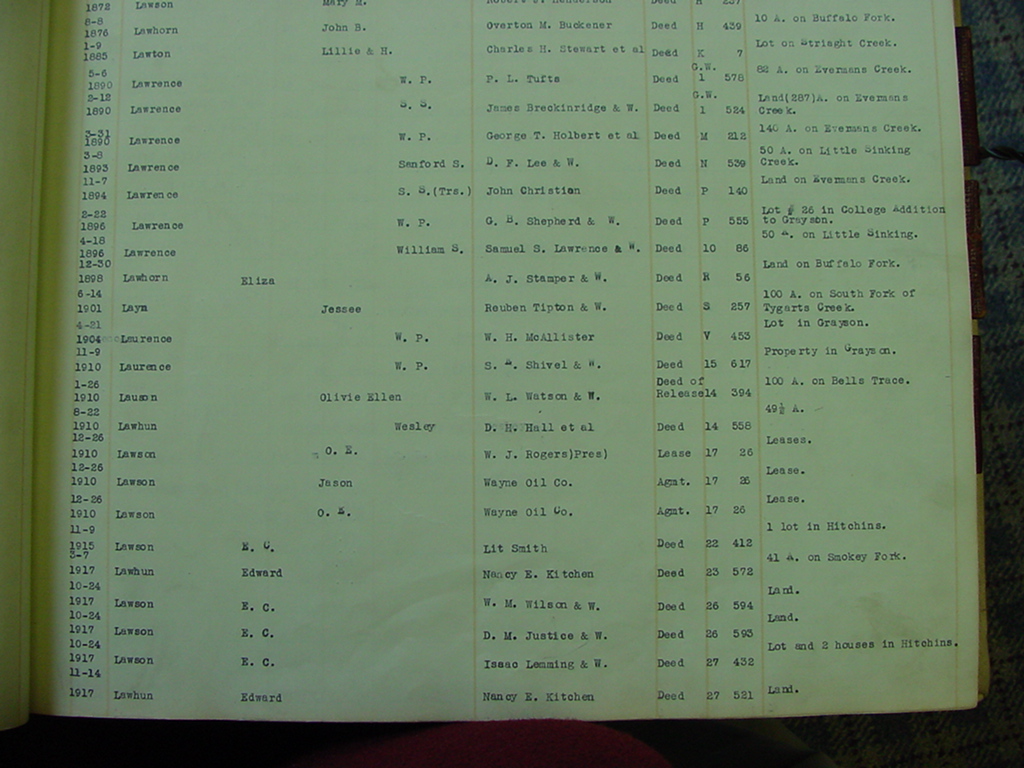 1872 Lawson Mary M. Robert J. Henderson Deed H 237
8-8 10 A. on Buffalo Fork.
1876 Lawhorn John B. Overton M. Buckener Deed H 439
1-9 Lot on Striaght Creek.
1885 Lawton Lillie & H. Charles H. Stewart et al Deed K 7
5-6 G.W. 82 A. on Evermans Creek.
1890 Lawrence W. P. P. L. Tufts Deed 1 578
2-12 G.W. Land(287)A. on Evermans
1890 Lawrence S. S. James Breckinridge & W. Deed 1 524 Creek.
3-31 140 A. on Evermans Creek.
1890 Lawrence W. P. George T. Holbert et al Deed M 212
3-8 50 A. on Little Sinking
1893 Lawrence Sanford S. D. F. Lee & W. Deed N 539 Creek.
11-7 Land on Evermans Creek.
1894 Lawrence S. S.(Trs.) John Christian Deed P 140
2-22 Lot # 26 in College Addition
1896 Lawrence W. P. G. B. Shepherd & W. Deed P 555 to Grayson.
4-18 50 A. on Little Sinking.
1896 Lawrence William S. Samuel S. Lawrence & W. Deed 10 86
12-30 Land on Buffalo Fork.
1898 Lawhorn Eliza A. J. Stamper & W. Deed R 56
6-14 100 A. on South Fork of
1901 Layn Jessee Reuben Tipton & W. Deed S 257 Tygarts Creek.
4-21 Lot in Grayson.
1904 Laurence W. P. W. H. McAllister Deed V 453
11-9 Property in Grayson.
1910 Laurence W. P. S. A. Shivel & W. Deed 15 617
1-26 Deed of 100 A. on Bells Trace.
1910 Lauson Olivie Ellen W. L. Watson & W. Release14 394
8-22 49½ A.
1910 Lawhun Wesley D. H. Hall et al Deed 14 558
12-26 Leases.
1910 Lawson O. E. W. J. Rogers)Pres) Lease 17 26
12-26 Lease.
1910 Lawson Jason Wayne Oil Co. Agmt. 17 26
12-26 Lease.
1910 Lawson O. E. Wayne Oil Co. Agmt. 17 26
11-9 1 lot in Hitchins.
1915 Lawson E. C. Lit Smith Deed 22 412
3-7 41 A. on Smokey Fork.
1917 Lawhun Edward Nancy E. Kitchen Deed 23 572
10-24 Land.
1917 Lawson E. C. W. M. Wilson & W. Deed 26 594
10-24 Land.
1917 Lawson E. C. D. M. Justice & W. Deed 26 593
10-24 Lot and 2 houses in Hitchins.
1917 Lawson E. C. Isaac Lemming & W. Deed 27 432
11-14 Land.
1917 Lawhun Edward Nancy E. Kitchen Deed 27 521